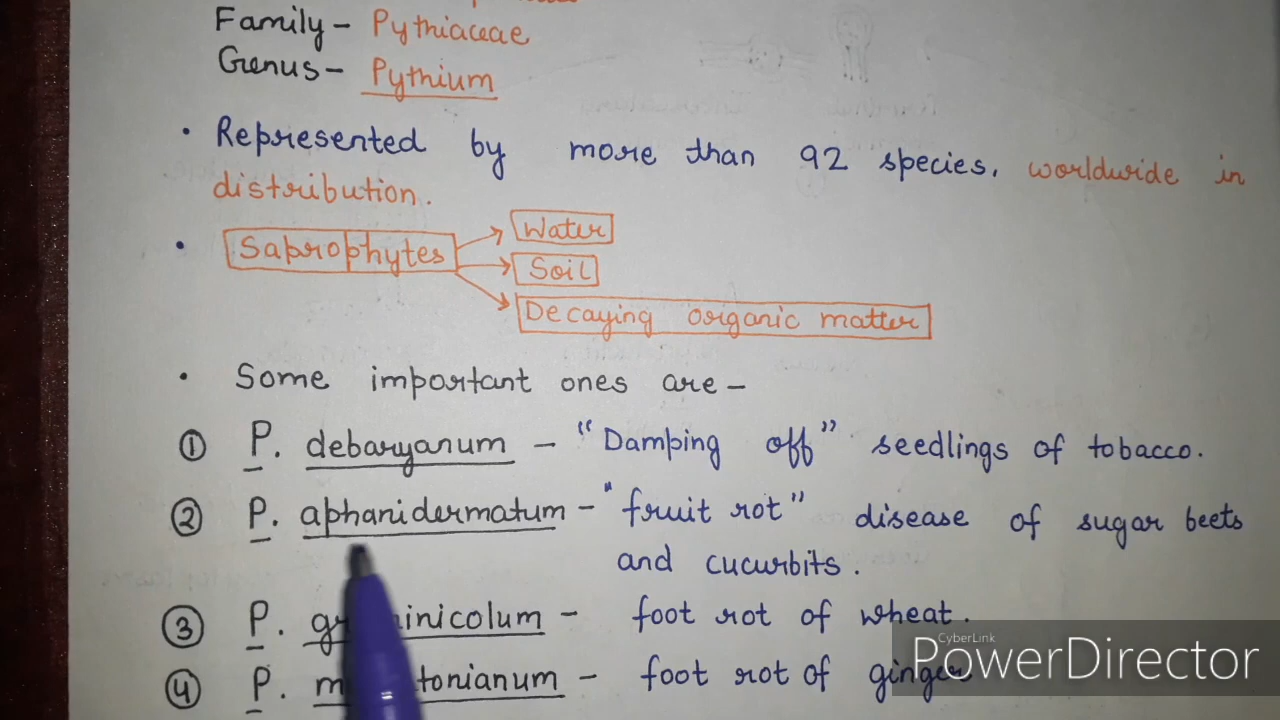 Family - Pythiaceae
Genus - Pythium
• Represented by more than 92 species, worldwide in
distribution.
• Saprophytes
Water
Soil
Decaying organic matter
• Some important ones are -
① P. debaryanum - "Damping off" seedlings of tobacco.
② P. aphanidermatum - "fruit rot" disease of sugar beets
and cucurbits.
③ P. - foot rot of wheat.
④ P. - foot rot of ginger
CyberLink
PowerDirector